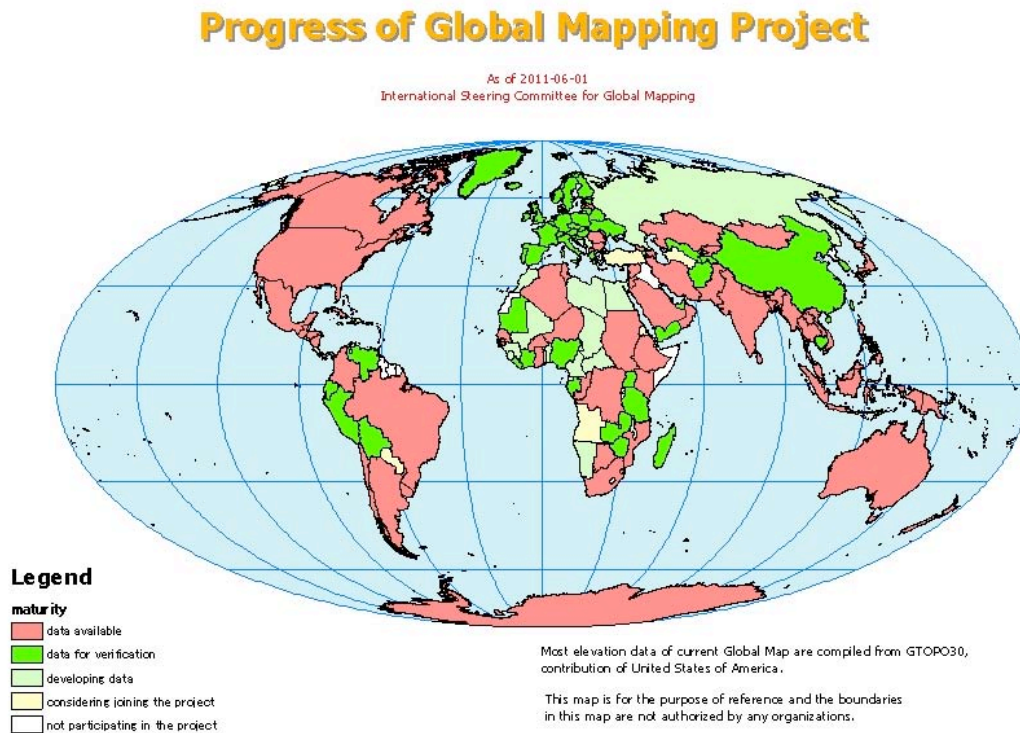 Progress of Global Mapping Project
As of 2011-06-01
International Steering Committee for Global Mapping
Legend
maturity
data available
data for verification
developing data
considering joining the project
not participating in the project
Most elevation data of current Global Map are compiled from GTOPO30,
contribution of United States of America.
This map is for the purpose of reference and the boundaries
in this map are not authorized by any organizations.